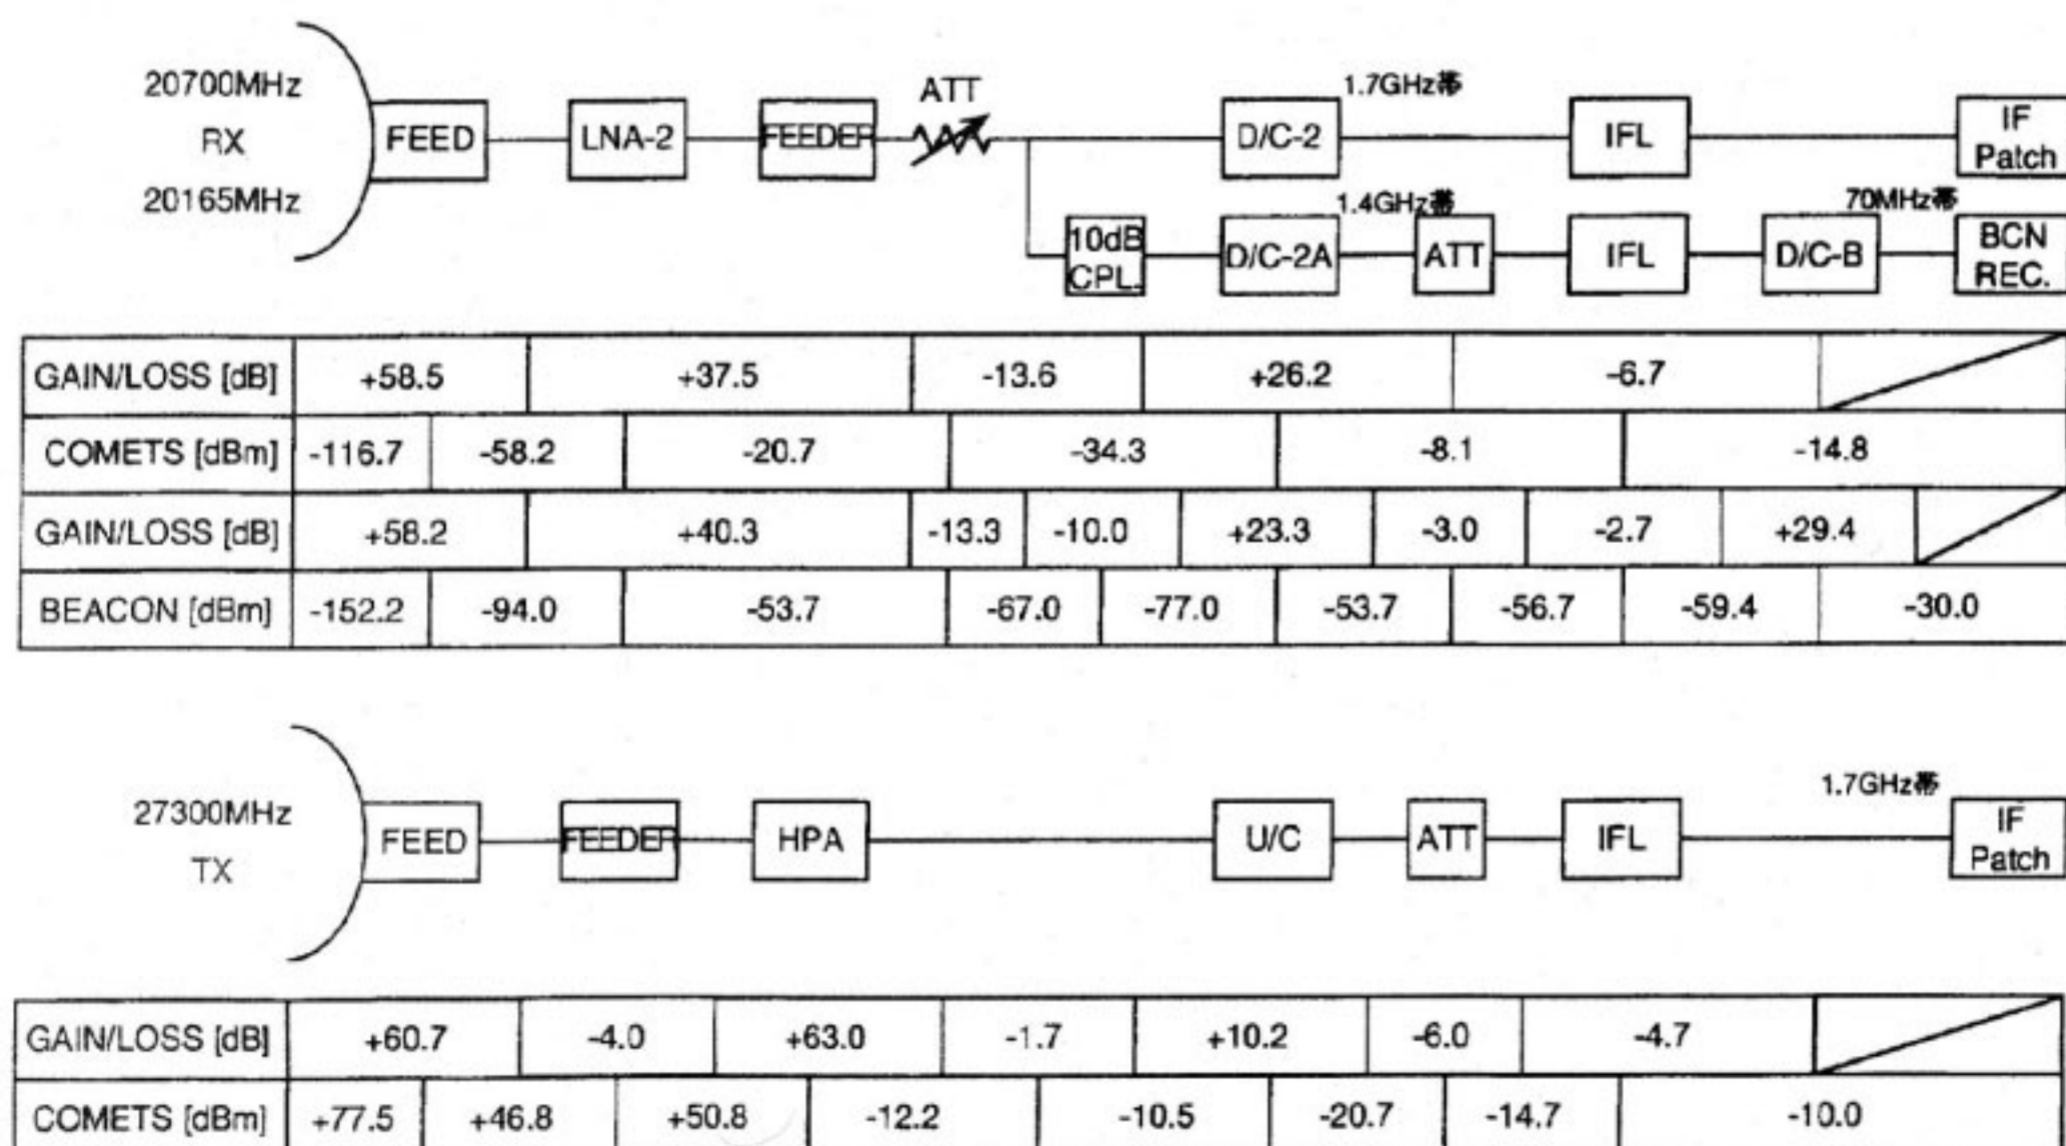 20700MHz
RX
20165MHz
FEED
LNA-2
FEEDER
ATT
D/C-2
1.7GHz帯
IFL
IF
Patch
10dB
CPL.
D/C-2A
1.4GHz帯
ATT
IFL
D/C-B
70MHz帯
BCN
REC.
GAIN/LOSS [dB] +58.5 +37.5 -13.6 +26.2 -6.7
COMETS [dBm] -116.7 -58.2 -20.7 -34.3 -8.1 -14.8
GAIN/LOSS [dB] +58.2 +40.3 -13.3 -10.0 +23.3 -3.0 -2.7 +29.4
BEACON [dBm] -152.2 -94.0 -53.7 -67.0 -77.0 -53.7 -56.7 -59.4 -30.0
27300MHz
TX
FEED
FEEDER
HPA
U/C
ATT
IFL
1.7GHz帯
IF
Patch
GAIN/LOSS [dB] +60.7 -4.0 +63.0 -1.7 +10.2 -6.0 -4.7
COMETS [dBm] +77.5 +46.8 +50.8 -12.2 -10.5 -20.7 -14.7 -10.0